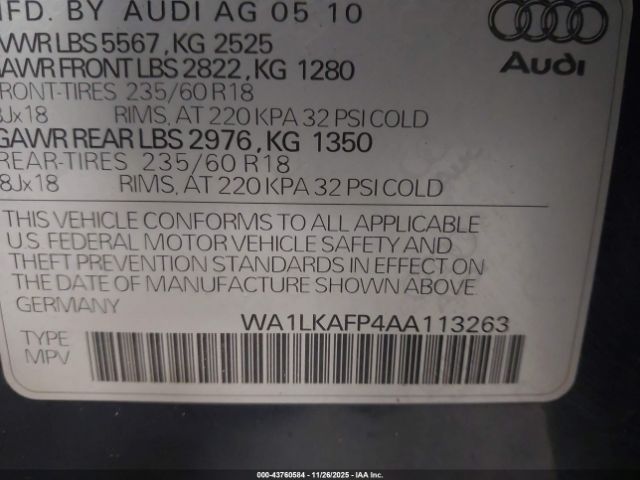 MFD. BY AUDI AG 05 10
GVWR LBS 5567, KG 2525
GAWR FRONT LBS 2822, KG 1280
FRONT-TIRES 235/60 R18
8Jx18 RIMS, AT 220 KPA 32 PSI COLD
GAWR REAR LBS 2976, KG 1350
REAR-TIRES 235/60 R18
8Jx18 RIMS, AT 220 KPA 32 PSI COLD
THIS VEHICLE CONFORMS TO ALL APPLICABLE
U.S. FEDERAL MOTOR VEHICLE SAFETY AND
THEFT PREVENTION STANDARDS IN EFFECT ON
THE DATE OF MANUFACTURE SHOWN ABOVE.
GERMANY
WA1LKAFP4AA113263
TYPE
MPV
Audi
000-43760584 | 11/26/2025 - IAA Inc.